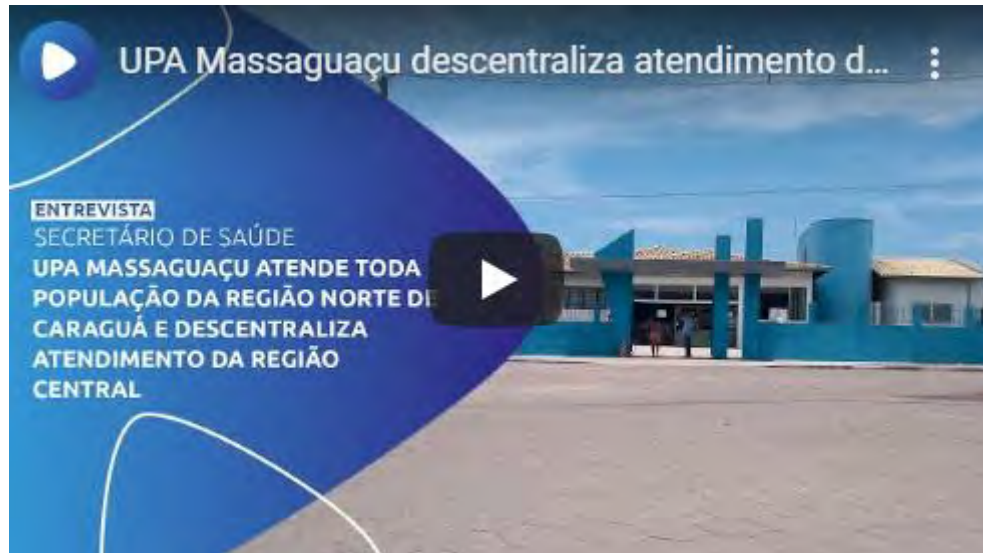 UPA Massaguaçu descentraliza atendimento d...
ENTREVISTA
SECRETÁRIO DE SAÚDE
UPA MASSAGUAÇU ATENDE TODA
POPULAÇÃO DA REGIÃO NORTE DE
CARAGUÁ E DESCENTRALIZA
ATENDIMENTO DA REGIÃO
CENTRAL